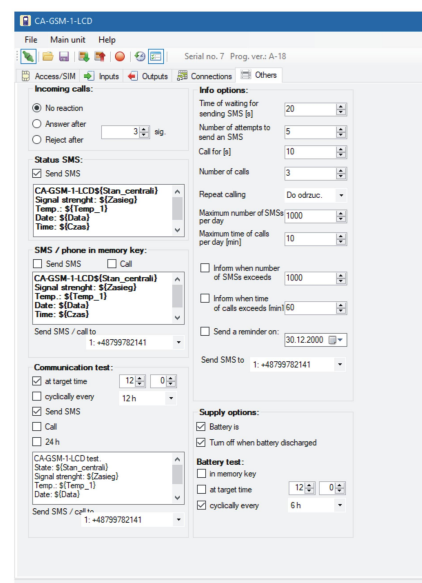 CA-GSM-1-LCD
File Main unit Help
Serial no. 7 Prog. ver.: A-18
Access/SIM Inputs Outputs Connections Others
Incoming calls:
No reaction
Answer after
Reject after
3 sig.
Status SMS:
Send SMS
CA-GSM-1-LCD${Stan_centrali}
Signal strenght: ${Zasieg}
Temp.: ${Temp_1}
Date: ${Data}
Time: ${Czas}
SMS / phone in memory key:
Send SMS Call
CA-GSM-1-LCD${Stan_centrali}
Signal strenght: ${Zasieg}
Temp.: ${Temp_1}
Date: ${Data}
Time: ${Czas}
Send SMS / call to
1: +48799782141
Communication test:
at target time 12 0
cyclically every 12 h
Send SMS
Call
24 h
CA-GSM-1-LCD test.
State: ${Stan_centrali}
Signal strenght: ${Zasieg}
Temp.: ${Temp_1}
Date: ${Data}
Send SMS / call to
1: +48799782141
Info options:
Time of waiting for
sending SMS [s] 20
Number of attempts to
send an SMS 5
Call for [s] 10
Number of calls 3
Repeat calling Do odrzuc.
Maximum number of SMSs
per day 1000
Maximum time of calls
per day [min] 10
Inform when number
of SMSs exceeds 1000
Inform when time
of calls exceeds [min] 60
Send a reminder on:
30.12.2000
Send SMS to 1: +48799782141
Supply options:
Battery is
Turn off when battery
discharged
Battery test:
in memory key
at target time 12 0
cyclically every 6 h